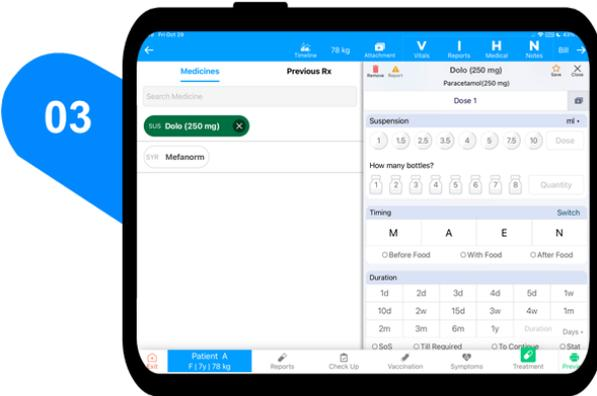 03
Fri Oct 29
43%
Timeline
78 kg
Attachment
V
Vitals
I
Reports
H
Medical
N
Notes
Bill
Medicines
Previous Rx
Search Medicine
SUS Dolo (250 mg)
SYR Mefanorm
Remove
Report
Dolo (250 mg)
Paracetamol(250 mg)
Save
Close
Dose 1
Suspension
ml
1 1.5 2.5 3.5 4 5 7.5 10 Dose
How many bottles?
1 2 3 4 5 6 7 8 Quantity
Timing
Switch
M A E N
Before Food With Food After Food
Duration
1d 2d 3d 4d 5d 1w
10d 2w 15d 3w 4w 1m
2m 3m 6m 1y Duration Days
SoS Till Required To Continue Stat
Exit
Patient A
F | 7y | 78 kg
Reports
Check Up
Vaccination
Symptoms
Treatment